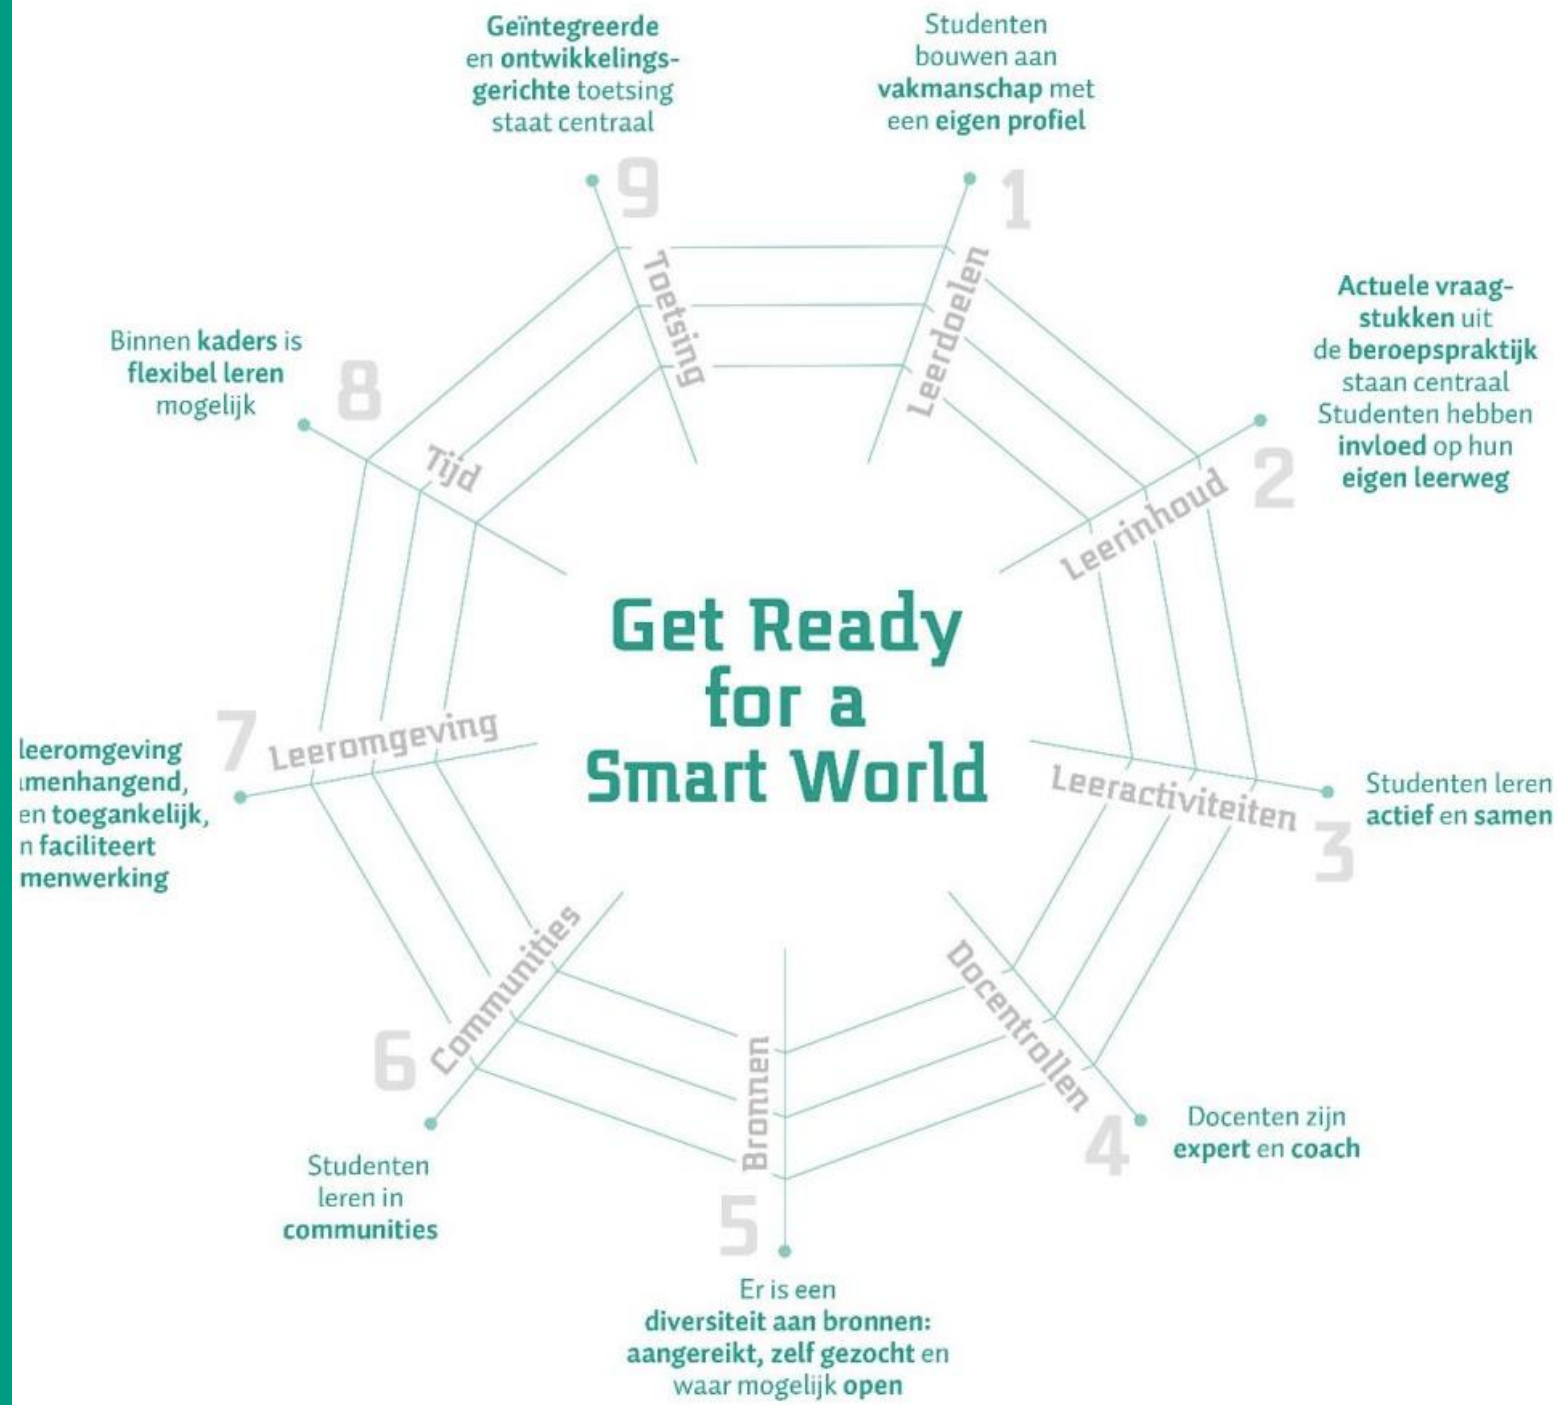 Geïntegreerde
en ontwikkelings-
gerichte toetsing
staat centraal
9
Toetsing
Studenten
bouwen aan
vakmanschap met
een eigen profiel
1
Leerdoelen
Actuele vraag-
stukken uit
de beroepspraktijk
staan centraal
Studenten hebben
invloed op hun
eigen leerweg
2
Leerinhoud
Binnen kaders is
flexibel leren
mogelijk
8
Tijd
Get Ready
for a
Smart World
7
Leeromgeving
leeromgeving
menhangend,
en toegankelijk,
n faciliteert
menwerking
Leeractiviteiten
3
Studenten leren
actief en samen
Communities
6
Studenten
leren in
communities
Docentrollen
4
Docenten zijn
expert en coach
Bronnen
5
Er is een
diversiteit aan bronnen:
aangereikt, zelf gezocht en
waar mogelijk open